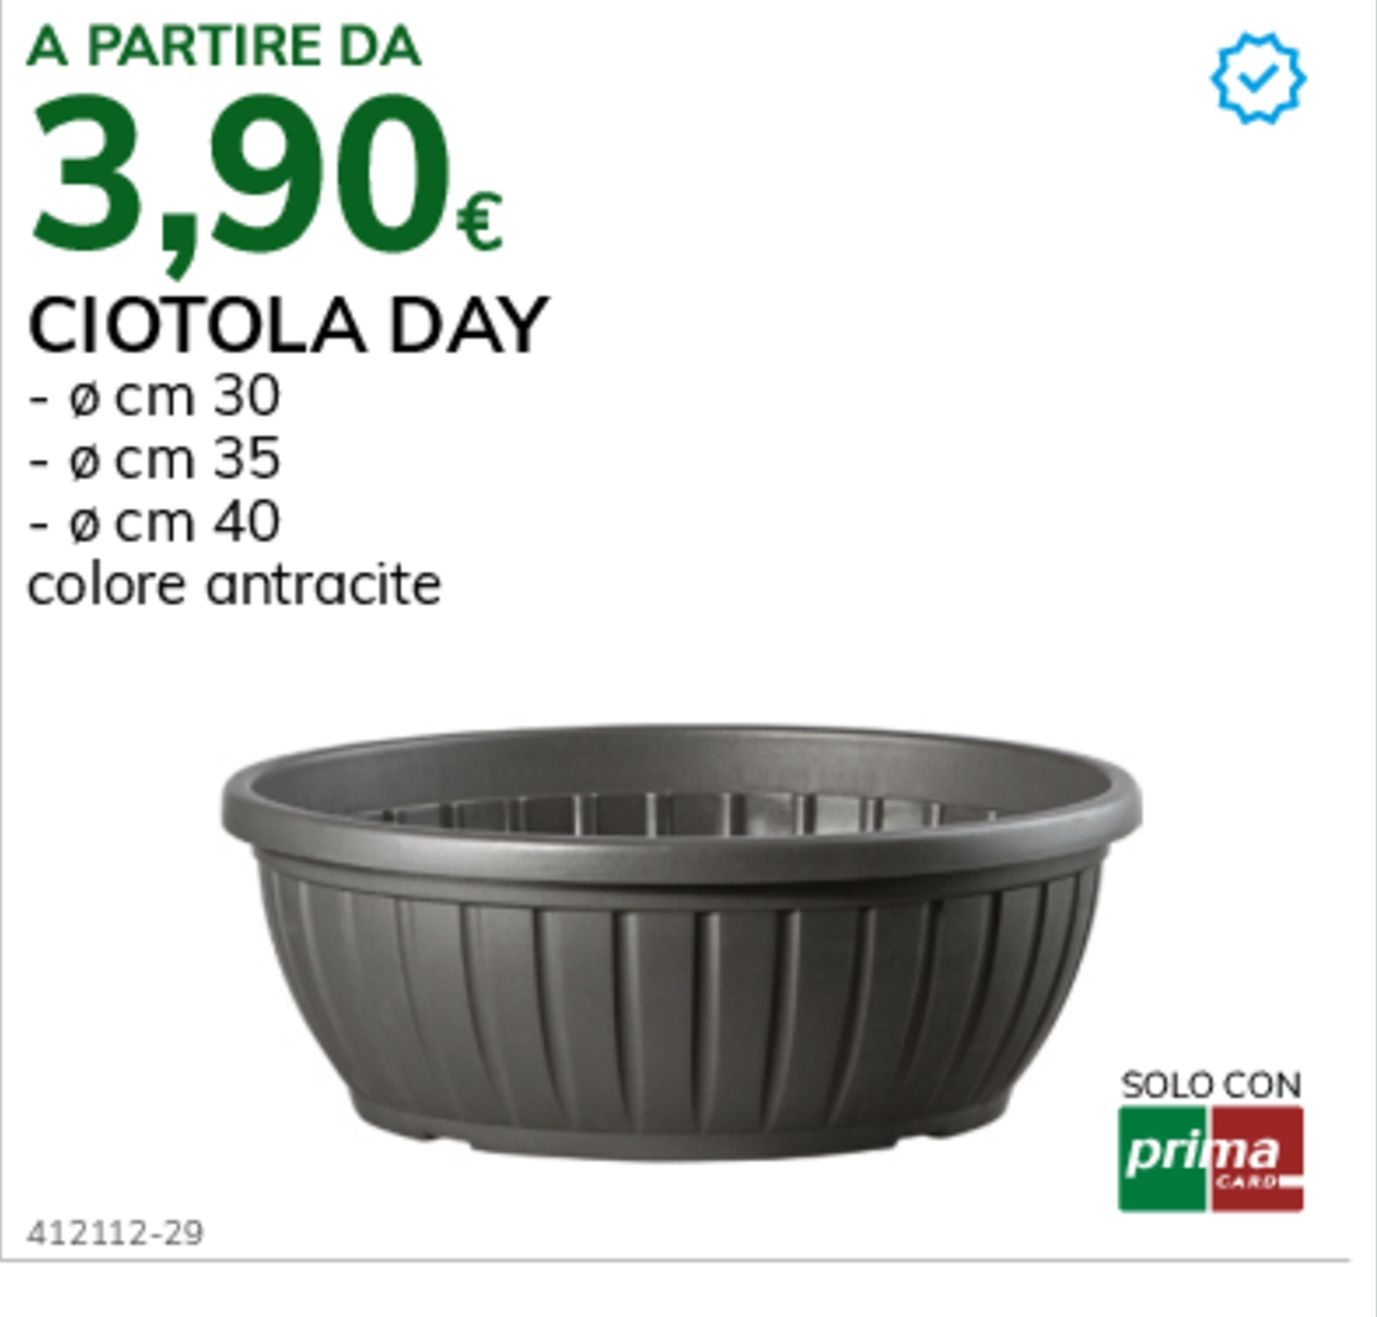 A PARTIRE DA
3,90€
CIOTOLA DAY
- ø cm 30
- ø cm 35
- ø cm 40
colore antracite
SOLO CON
prima
CARD
412112-29